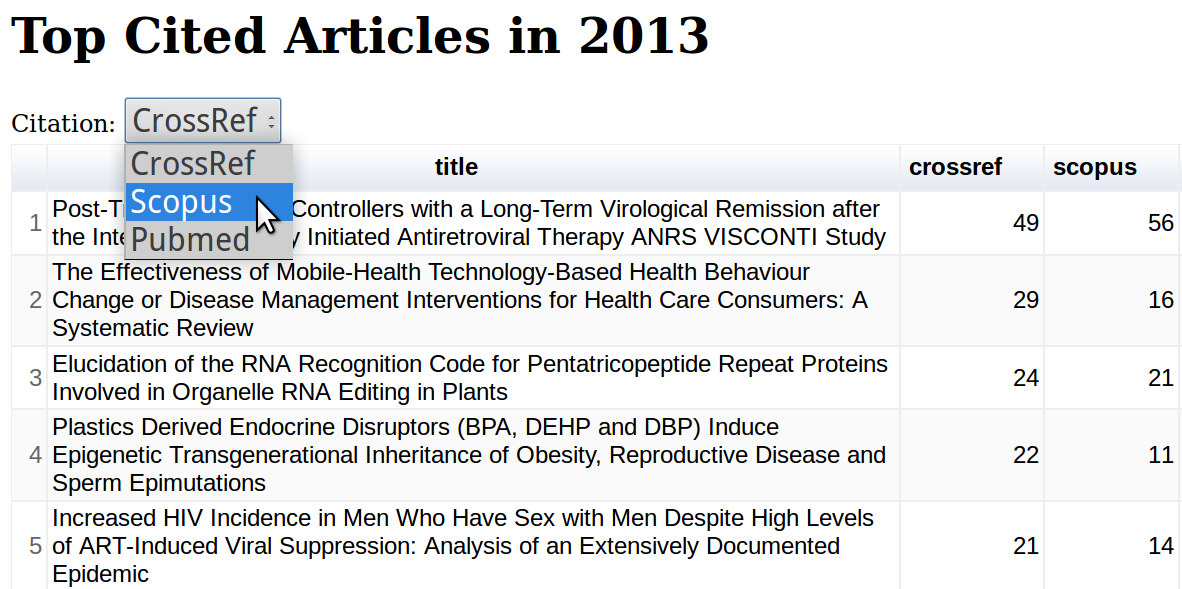 Top Cited Articles in 2013
Citation: CrossRef
CrossRef
Scopus
Pubmed
title crossref scopus
1 Controllers with a Long-Term Virological Remission after 49 56
the Initiated Antiretroviral Therapy ANRS VISCONTI Study
The Effectiveness of Mobile-Health Technology-Based Health Behaviour
2 Change or Disease Management Interventions for Health Care Consumers: A 29 16
Systematic Review
3 Elucidation of the RNA Recognition Code for Pentatricopeptide Repeat Proteins 24 21
Involved in Organelle RNA Editing in Plants
Plastics Derived Endocrine Disruptors (BPA, DEHP and DBP) Induce
4 Epigenetic Transgenerational Inheritance of Obesity, Reproductive Disease and 22 11
Sperm Epimutations
Increased HIV Incidence in Men Who Have Sex with Men Despite High Levels
5 of ART-Induced Viral Suppression: Analysis of an Extensively Documented 21 14
Epidemic